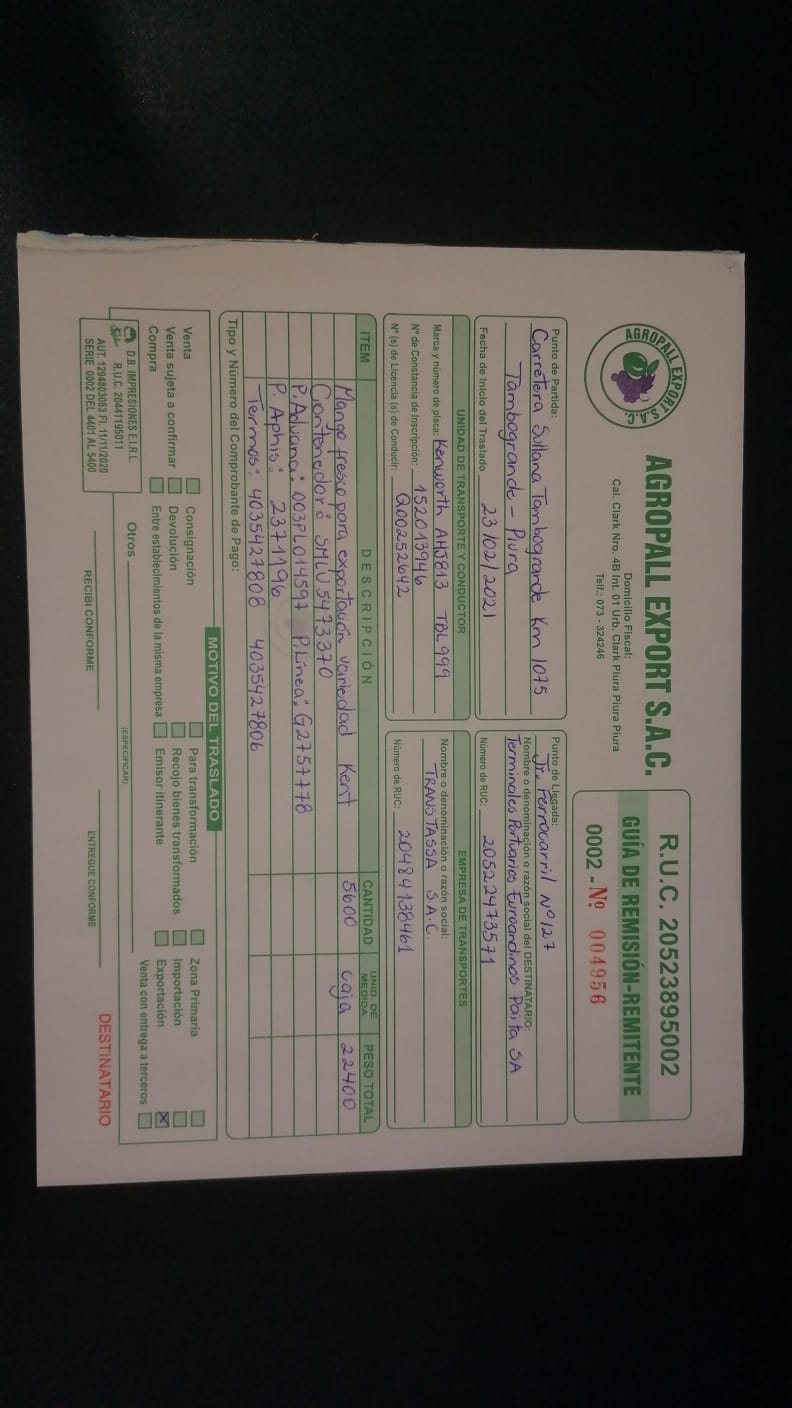 AGROPALL EXPORT S.A.C.
AGROPALL EXPORT S.A.C.
Domicilio Fiscal:
Cal. Clark Nro. 4B Int. 01 Urb. Clark Piura Piura Piura
Telf.: 073 - 324246
R.U.C. 20523895002
GUÍA DE REMISIÓN-REMITENTE
0002 - Nº 004956
Punto de Partida:
Carretera Sullana Tambogrande Km 1075
Tambogrande - Piura
Fecha de Inicio del Traslado 23/02/2021
Punto de Llegada:
Jr. Ferrocarril Nº 127
Nombre o denominación o razón social del DESTINATARIO:
Terminales Portuarios Euroandinos Paita SA
Número de RUC: 20522473571
UNIDAD DE TRANSPORTE Y CONDUCTOR
Marca y número de placa: Kenworth AHJ813 TBL999
Nº de Constancia de Inscripción: 152013946
Nº (s) de Licencia (s) de Conducir: Q00252642
EMPRESA DE TRANSPORTES
Nombre o denominación o razón social:
TRANSTASSA S.A.C.
Número de RUC: 20484138461
ITEM DESCRIPCIÓN CANTIDAD UNID. DE MEDIDA PESO TOTAL
Mango fresco para exportación variedad Kent 5600 caja 22400
Contenedor: SMLU5473370
P. Aduana: 003PL014597 P. Línea: G2757778
P. Aphis: 2371196
Termos: 4035427808 4035427806
Tipo y Número del Comprobante de Pago:
MOTIVO DEL TRASLADO
Venta Consignación Para transformación Zona Primaria
Venta sujeta a confirmar Devolución Recojo bienes transformados Importación
Compra Entre establecimientos de la misma empresa Emisor itinerante Exportación X
Venta con entrega a terceros
Otros
(ESPECIFICAR)
D.B. IMPRESIONES E.I.R.L.
R.U.C. 20441195011
AUT. 1294803083 F.I. 11/11/2020
SERIE 0002 DEL 4401 AL 5400
RECIBI CONFORME
ENTREGUE CONFORME
DESTINATARIO